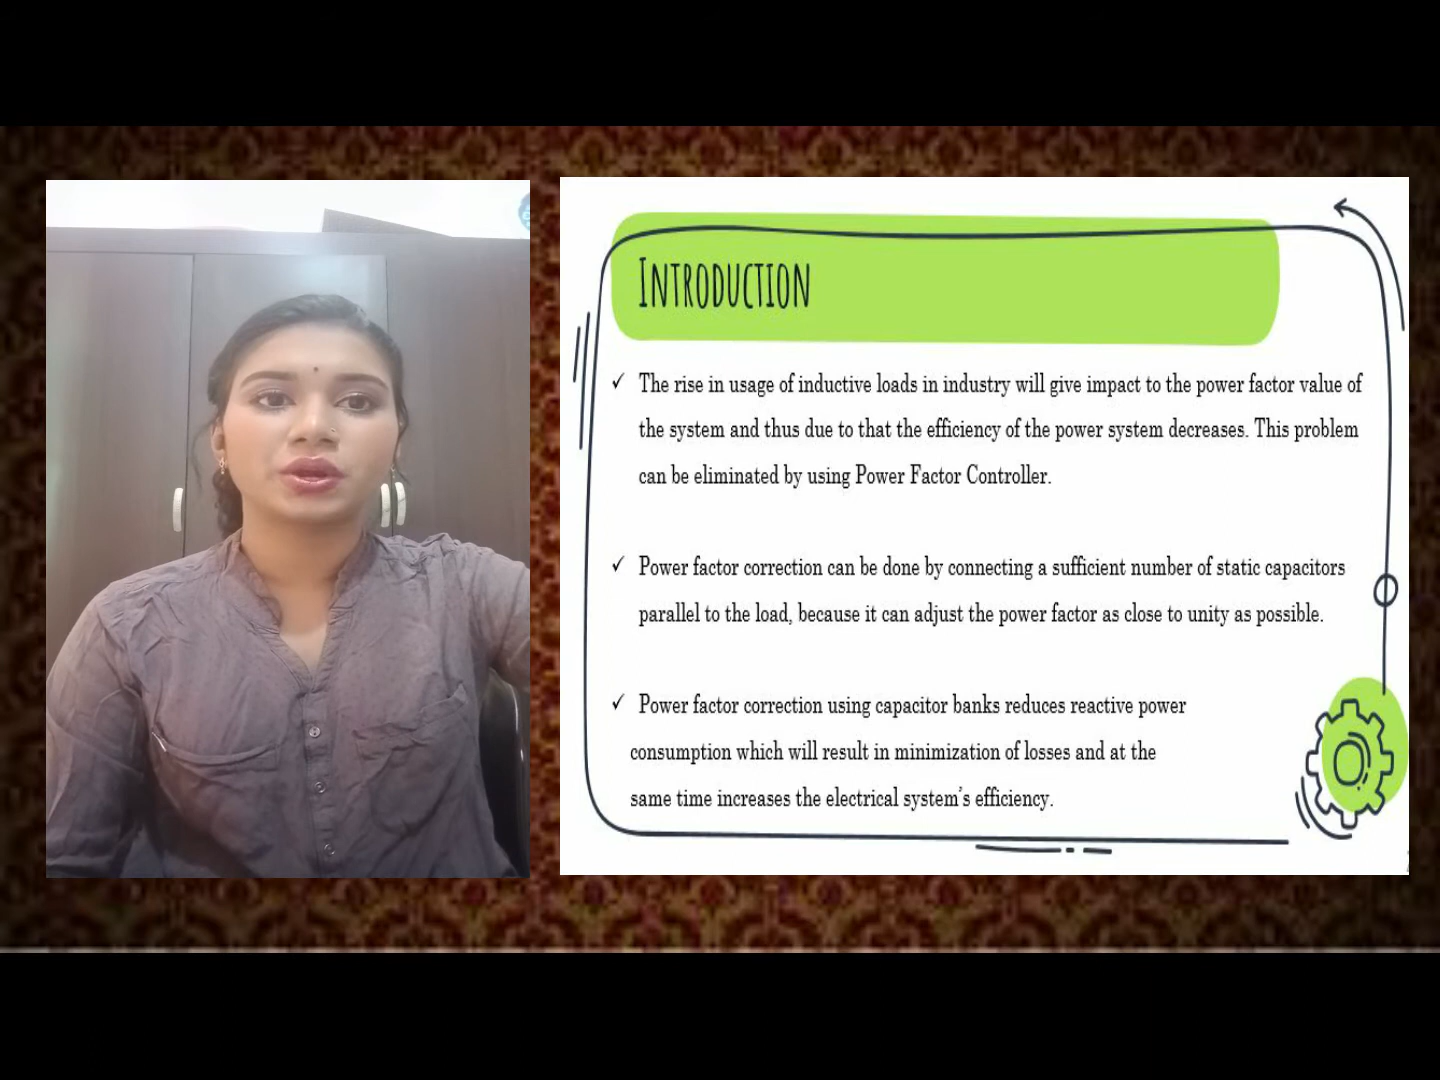 INTRODUCTION
✓ The rise in usage of inductive loads in industry will give impact to the power factor value of
the system and thus due to that the efficiency of the power system decreases. This problem
can be eliminated by using Power Factor Controller.
✓ Power factor correction can be done by connecting a sufficient number of static capacitors
parallel to the load, because it can adjust the power factor as close to unity as possible.
✓ Power factor correction using capacitor banks reduces reactive power
consumption which will result in minimization of losses and at the
same time increases the electrical system's efficiency.